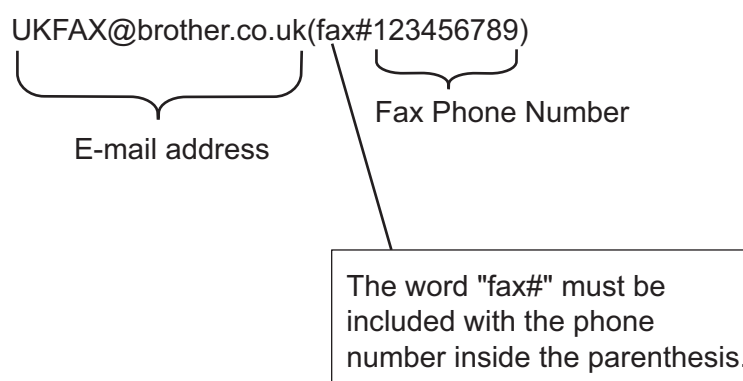 UKFAX@brother.co.uk(fax#123456789)
Fax Phone Number
E-mail address
The word "fax#" must be
included with the phone
number inside the parenthesis.